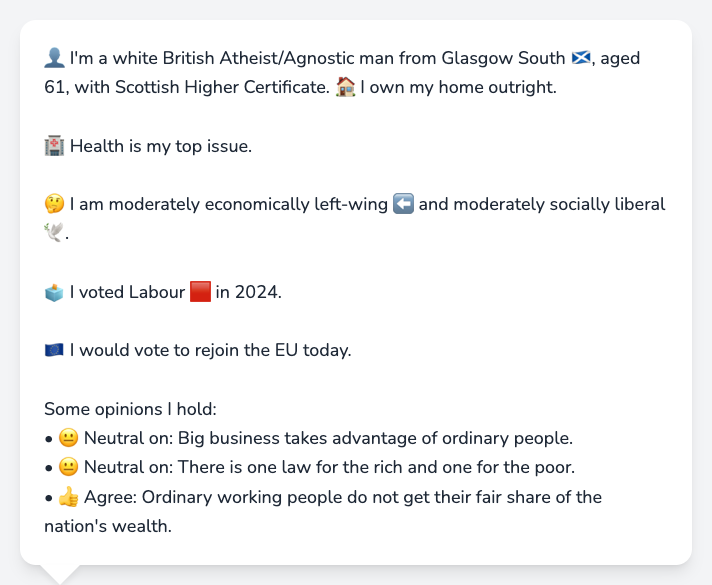 👤 I'm a white British Atheist/Agnostic man from Glasgow South 🏴󠁧󠁢󠁳󠁣󠁴󠁿, aged
61, with Scottish Higher Certificate. 🏠 I own my home outright.
🏥 Health is my top issue.
🤔 I am moderately economically left-wing ⬅️ and moderately socially liberal
🕊️.
🗳️ I voted Labour 🟥 in 2024.
🇪🇺 I would vote to rejoin the EU today.
Some opinions I hold:
• 😐 Neutral on: Big business takes advantage of ordinary people.
• 😐 Neutral on: There is one law for the rich and one for the poor.
• 👍 Agree: Ordinary working people do not get their fair share of the
nation's wealth.